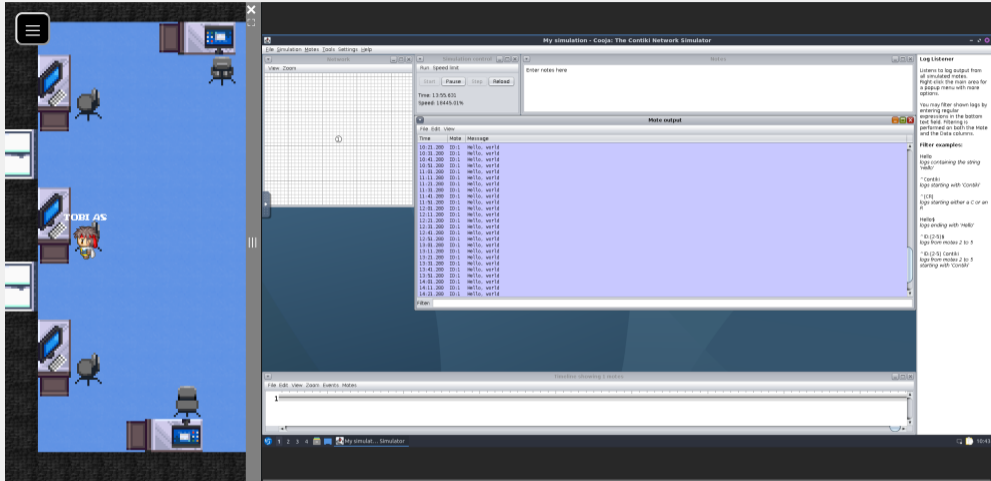 TOBIAS
My simulation - Cooja: The Contiki Network Simulator
File Simulation Motes Tools Settings Help
Network
View Zoom
1
Simulation control
Run Speed limit
Start Pause Step Reload
Time: 13:55.631
Speed: 16445.01%
Notes
Enter notes here
Mote output
File Edit View
Time Mote Message
10:21.200 ID:1 Hello, world
10:31.200 ID:1 Hello, world
10:41.200 ID:1 Hello, world
10:51.200 ID:1 Hello, world
11:01.200 ID:1 Hello, world
11:11.200 ID:1 Hello, world
11:21.200 ID:1 Hello, world
11:31.200 ID:1 Hello, world
11:41.200 ID:1 Hello, world
11:51.200 ID:1 Hello, world
12:01.200 ID:1 Hello, world
12:11.200 ID:1 Hello, world
12:21.200 ID:1 Hello, world
12:31.200 ID:1 Hello, world
12:41.200 ID:1 Hello, world
12:51.200 ID:1 Hello, world
13:01.200 ID:1 Hello, world
13:11.200 ID:1 Hello, world
13:21.200 ID:1 Hello, world
13:31.200 ID:1 Hello, world
13:41.200 ID:1 Hello, world
13:51.200 ID:1 Hello, world
14:01.200 ID:1 Hello, world
14:11.200 ID:1 Hello, world
14:21.200 ID:1 Hello, world
Filter:
Log Listener
Listens to log output from
all simulated motes.
Right click the main area for
a popup menu with more
options.
You may filter shown logs by
entering regular
expressions in the bottom
text field. Filtering is
performed on both the Mote
and the Data columns.
Filter examples:
Hello
logs containing the string
'Hello'
^Contiki
logs starting with 'Contiki'
^[CR]
logs starting either a C or an
R
Hello$
logs ending with 'Hello'
^ID:[2-5]$
logs from motes 2 to 5
^ID:[2-5] Contiki
logs from motes 2 to 5
starting with 'Contiki'
Timeline showing 1 motes
File Edit View Zoom Events Motes
1
1 2 3 4 My simulat... Simulator
10:43